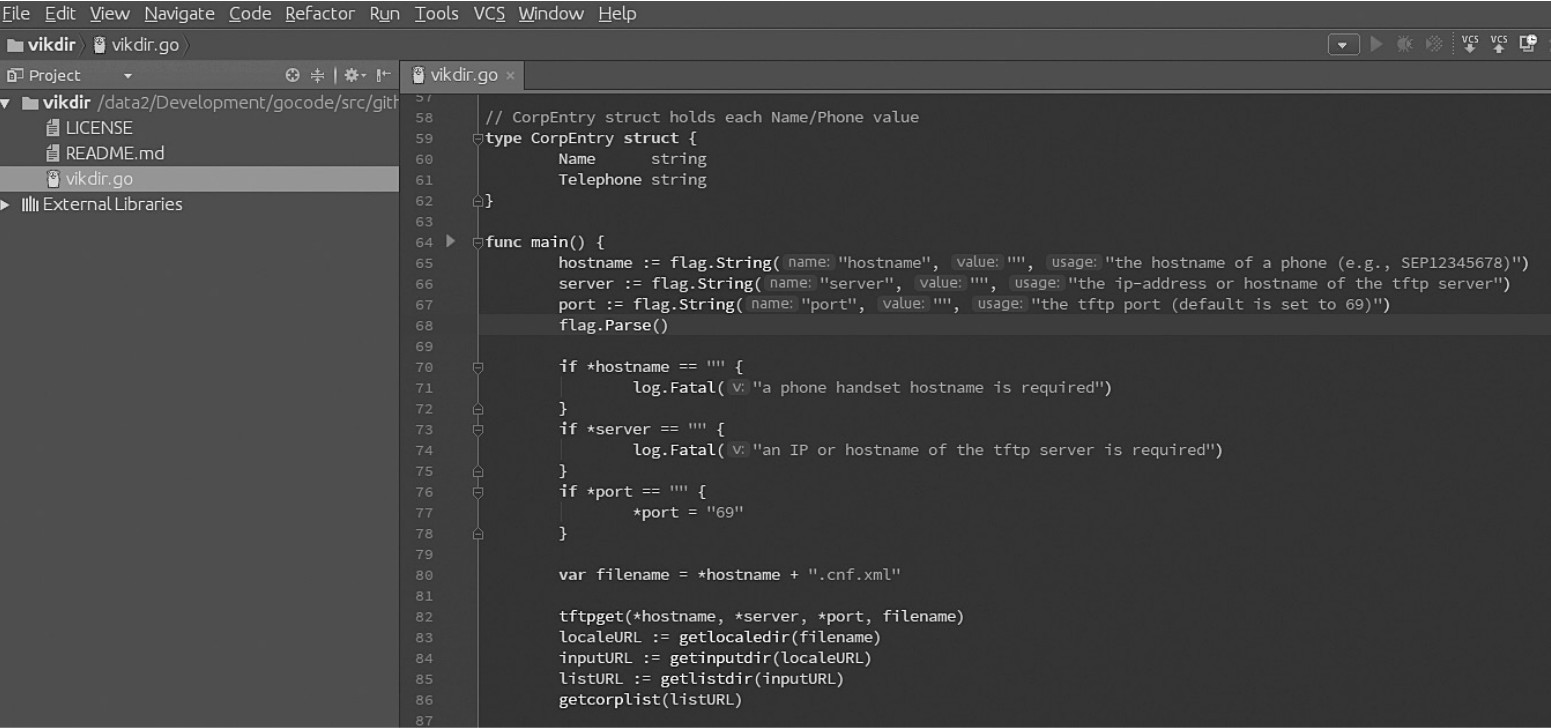 File Edit View Navigate Code Refactor Run Tools VCS Window Help
vikdir vikdir.go
VCS VCS
Project
vikdir.go ×
vikdir /data2/Development/gocode/src/gith
LICENSE
README.md
vikdir.go
External Libraries
57
58 // CorpEntry struct holds each Name/Phone value
59 type CorpEntry struct {
60 Name string
61 Telephone string
62 }
63
64 func main() {
65 hostname := flag.String( name: "hostname", value: "", usage: "the hostname of a phone (e.g., SEP12345678)")
66 server := flag.String( name: "server", value: "", usage: "the ip-address or hostname of the tftp server")
67 port := flag.String( name: "port", value: "", usage: "the tftp port (default is set to 69)")
68 flag.Parse()
69
70 if *hostname == "" {
71 log.Fatal( v: "a phone handset hostname is required")
72 }
73 if *server == "" {
74 log.Fatal( v: "an IP or hostname of the tftp server is required")
75 }
76 if *port == "" {
77 *port = "69"
78 }
79
80 var filename = *hostname + ".cnf.xml"
81
82 tftpget(*hostname, *server, *port, filename)
83 localeURL := getlocaledir(filename)
84 inputURL := getinputdir(localeURL)
85 listURL := getlistdir(inputURL)
86 getcorplist(listURL)
87